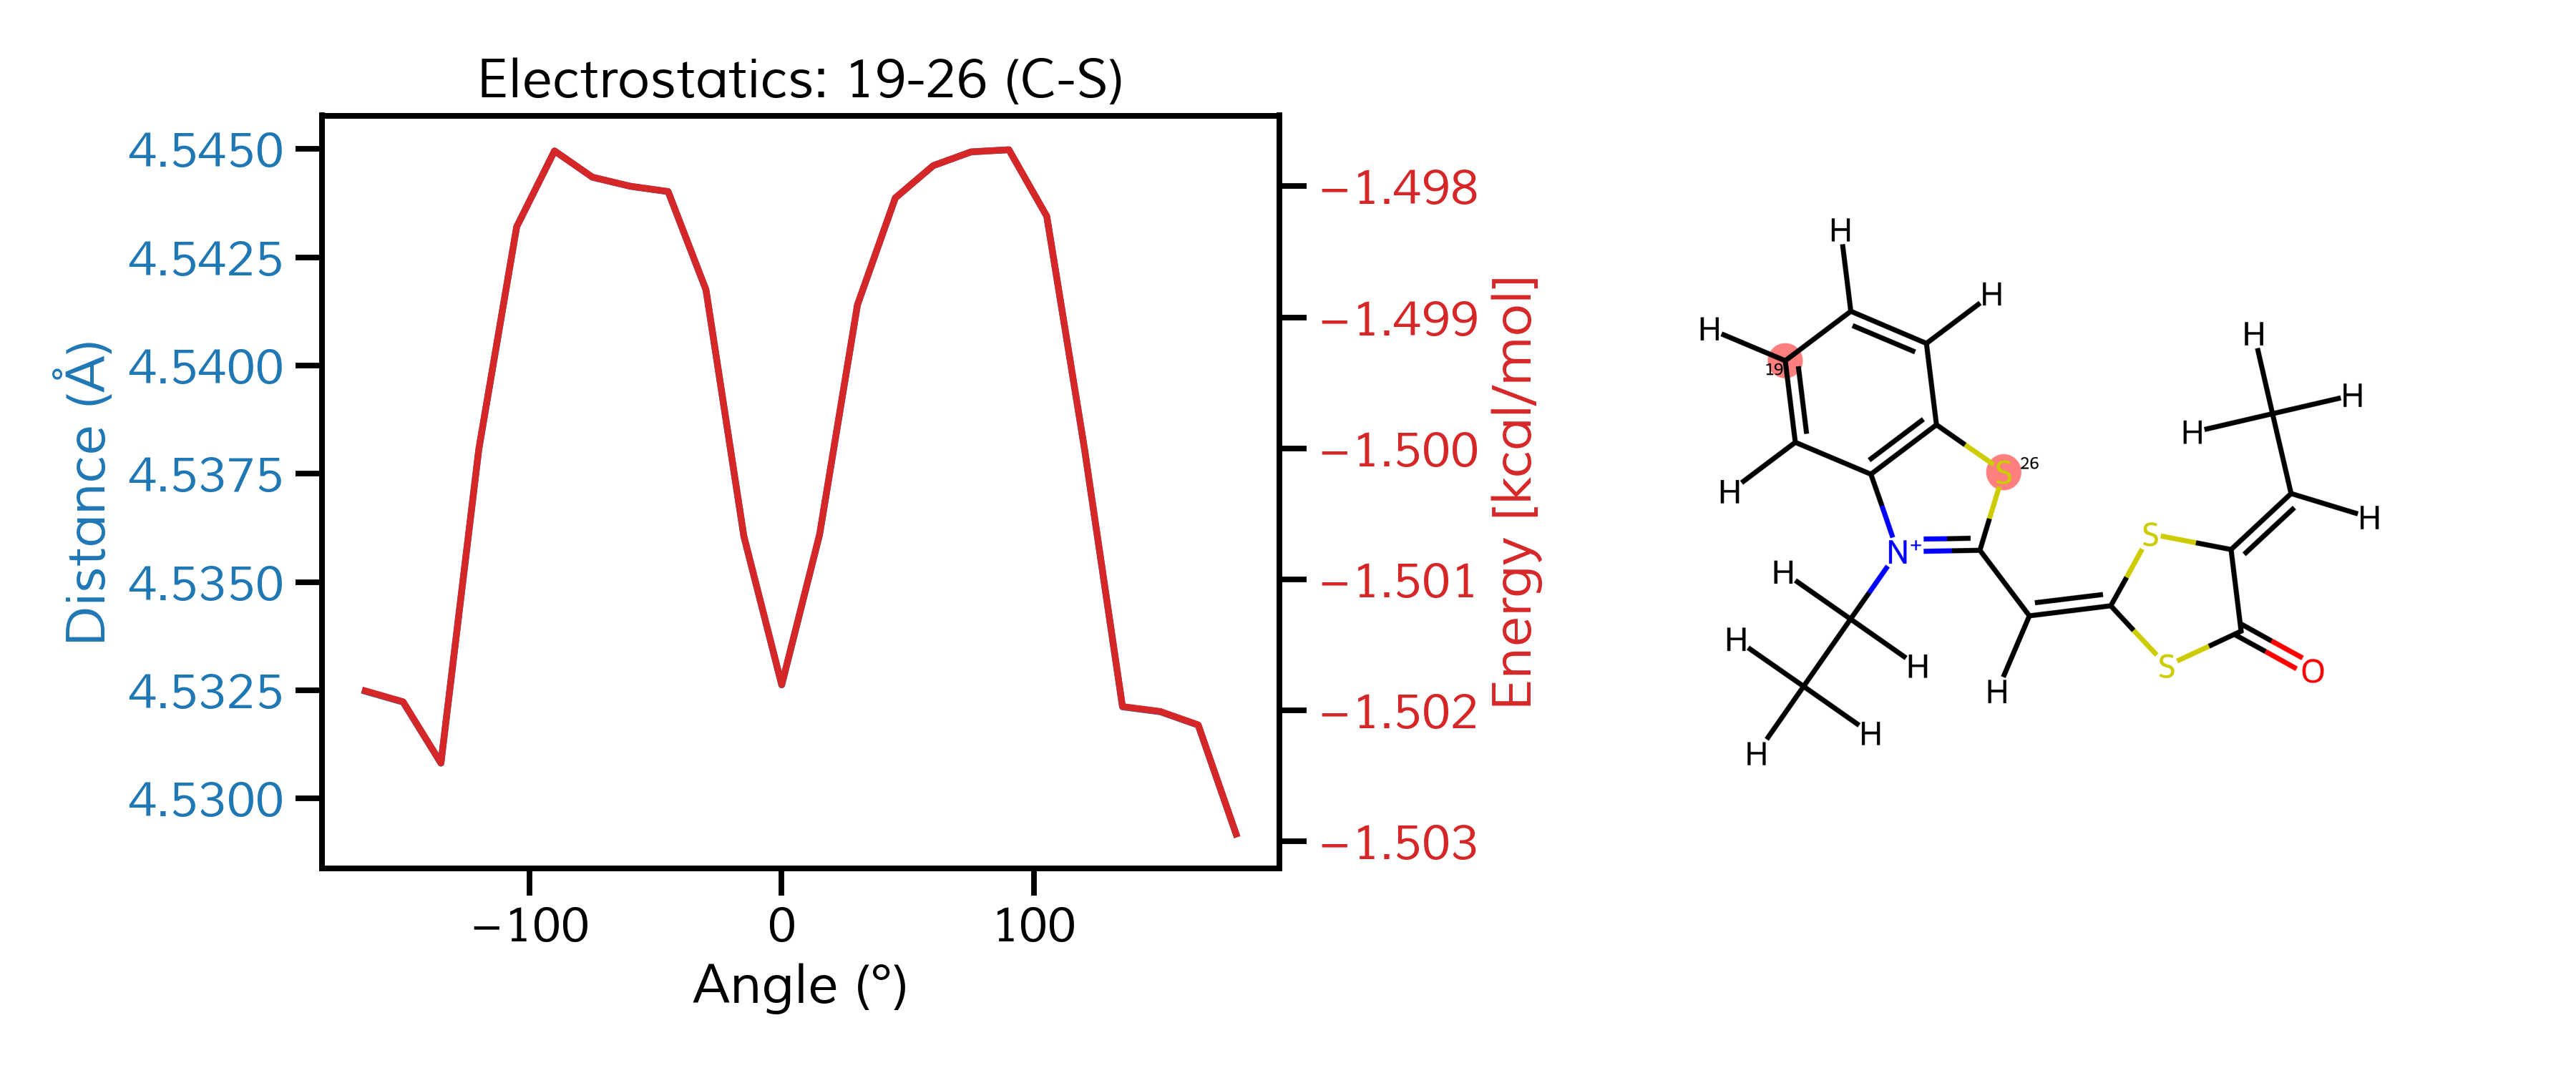 Electrostatics: 19-26 (C-S)
Distance (Å)
4.5450
4.5425
4.5400
4.5375
4.5350
4.5325
4.5300
−1.498
−1.499
−1.500
−1.501
−1.502
−1.503
Energy [kcal/mol]
−100
0
100
Angle (°)
H
H
H
19
H
H
H
H
S
26
H
S
N+
H
H
H
S
O
H
H
H
H